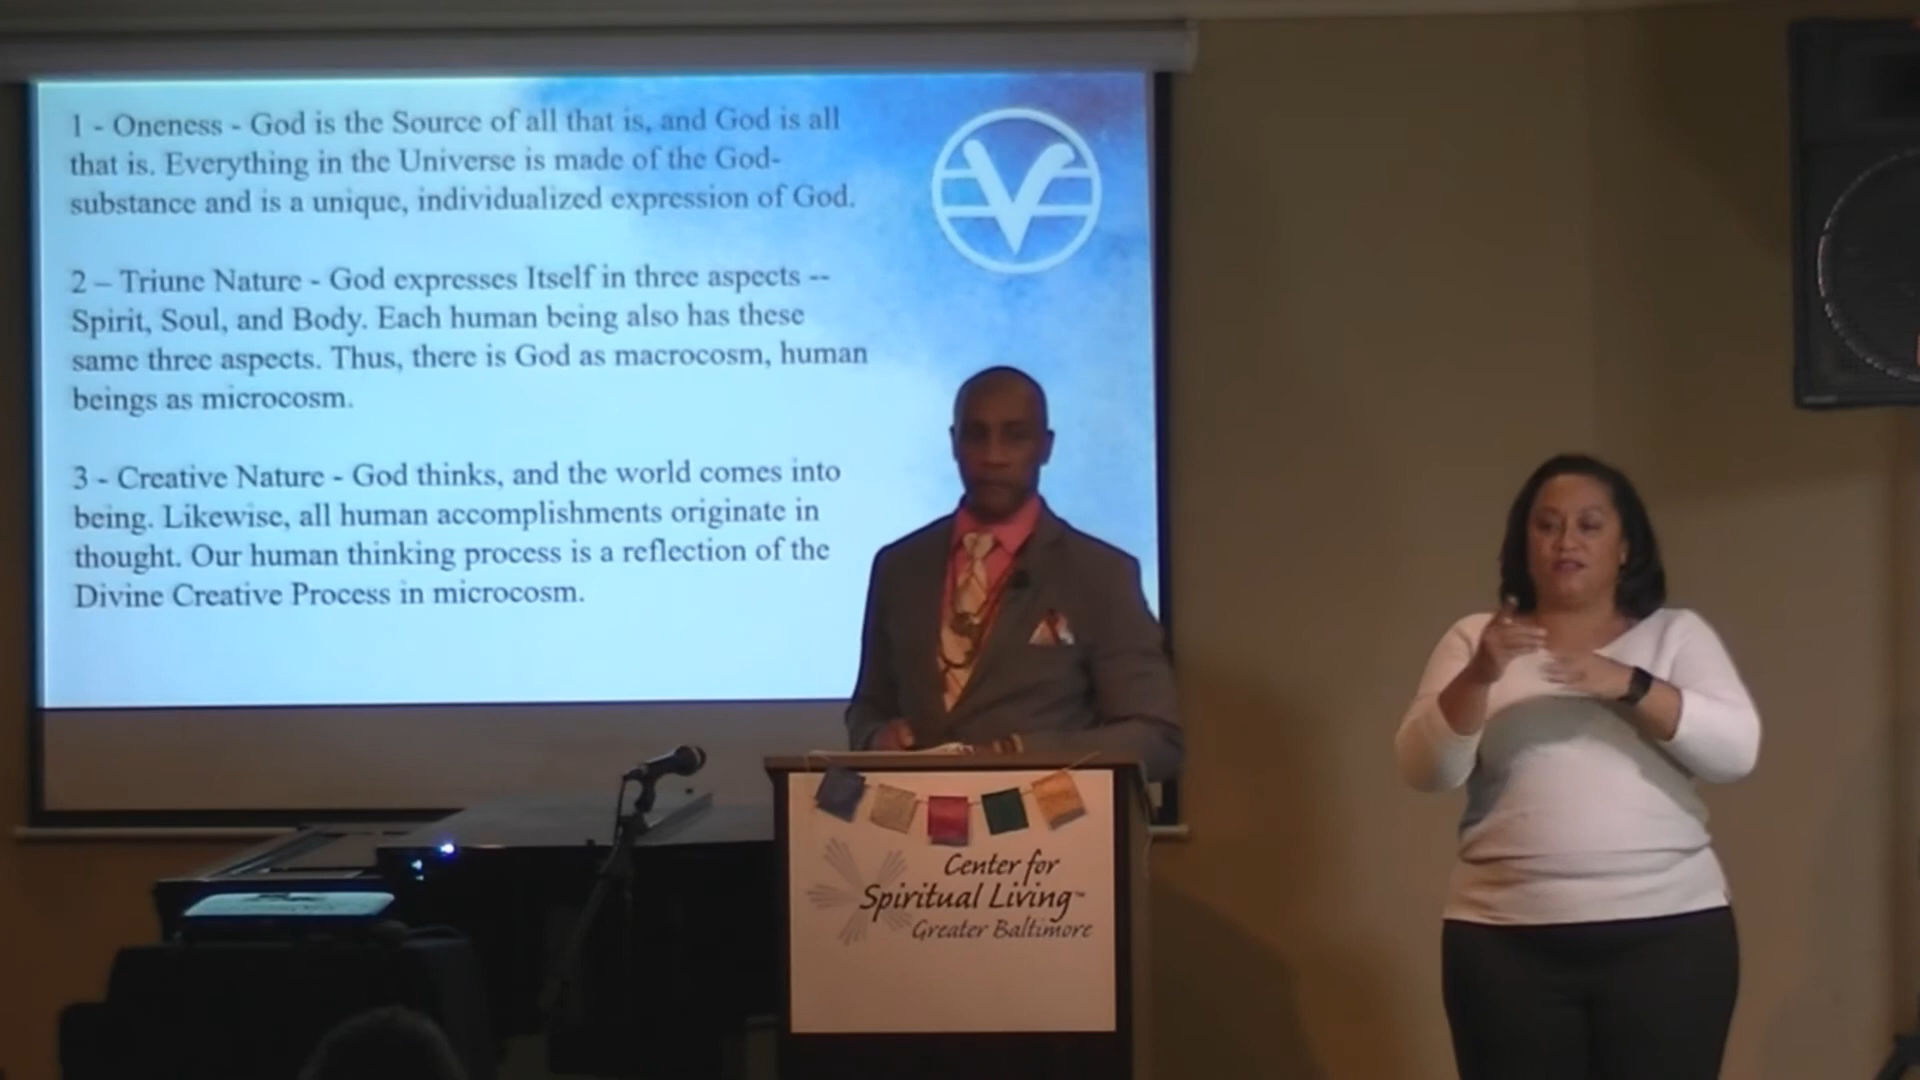 1 - Oneness - God is the Source of all that is, and God is all
that is. Everything in the Universe is made of the God-
substance and is a unique, individualized expression of God.
2 – Triune Nature - God expresses Itself in three aspects --
Spirit, Soul, and Body. Each human being also has these
same three aspects. Thus, there is God as macrocosm, human
beings as microcosm.
3 - Creative Nature - God thinks, and the world comes into
being. Likewise, all human accomplishments originate in
thought. Our human thinking process is a reflection of the
Divine Creative Process in microcosm.
Center for
Spiritual Living™
Greater Baltimore